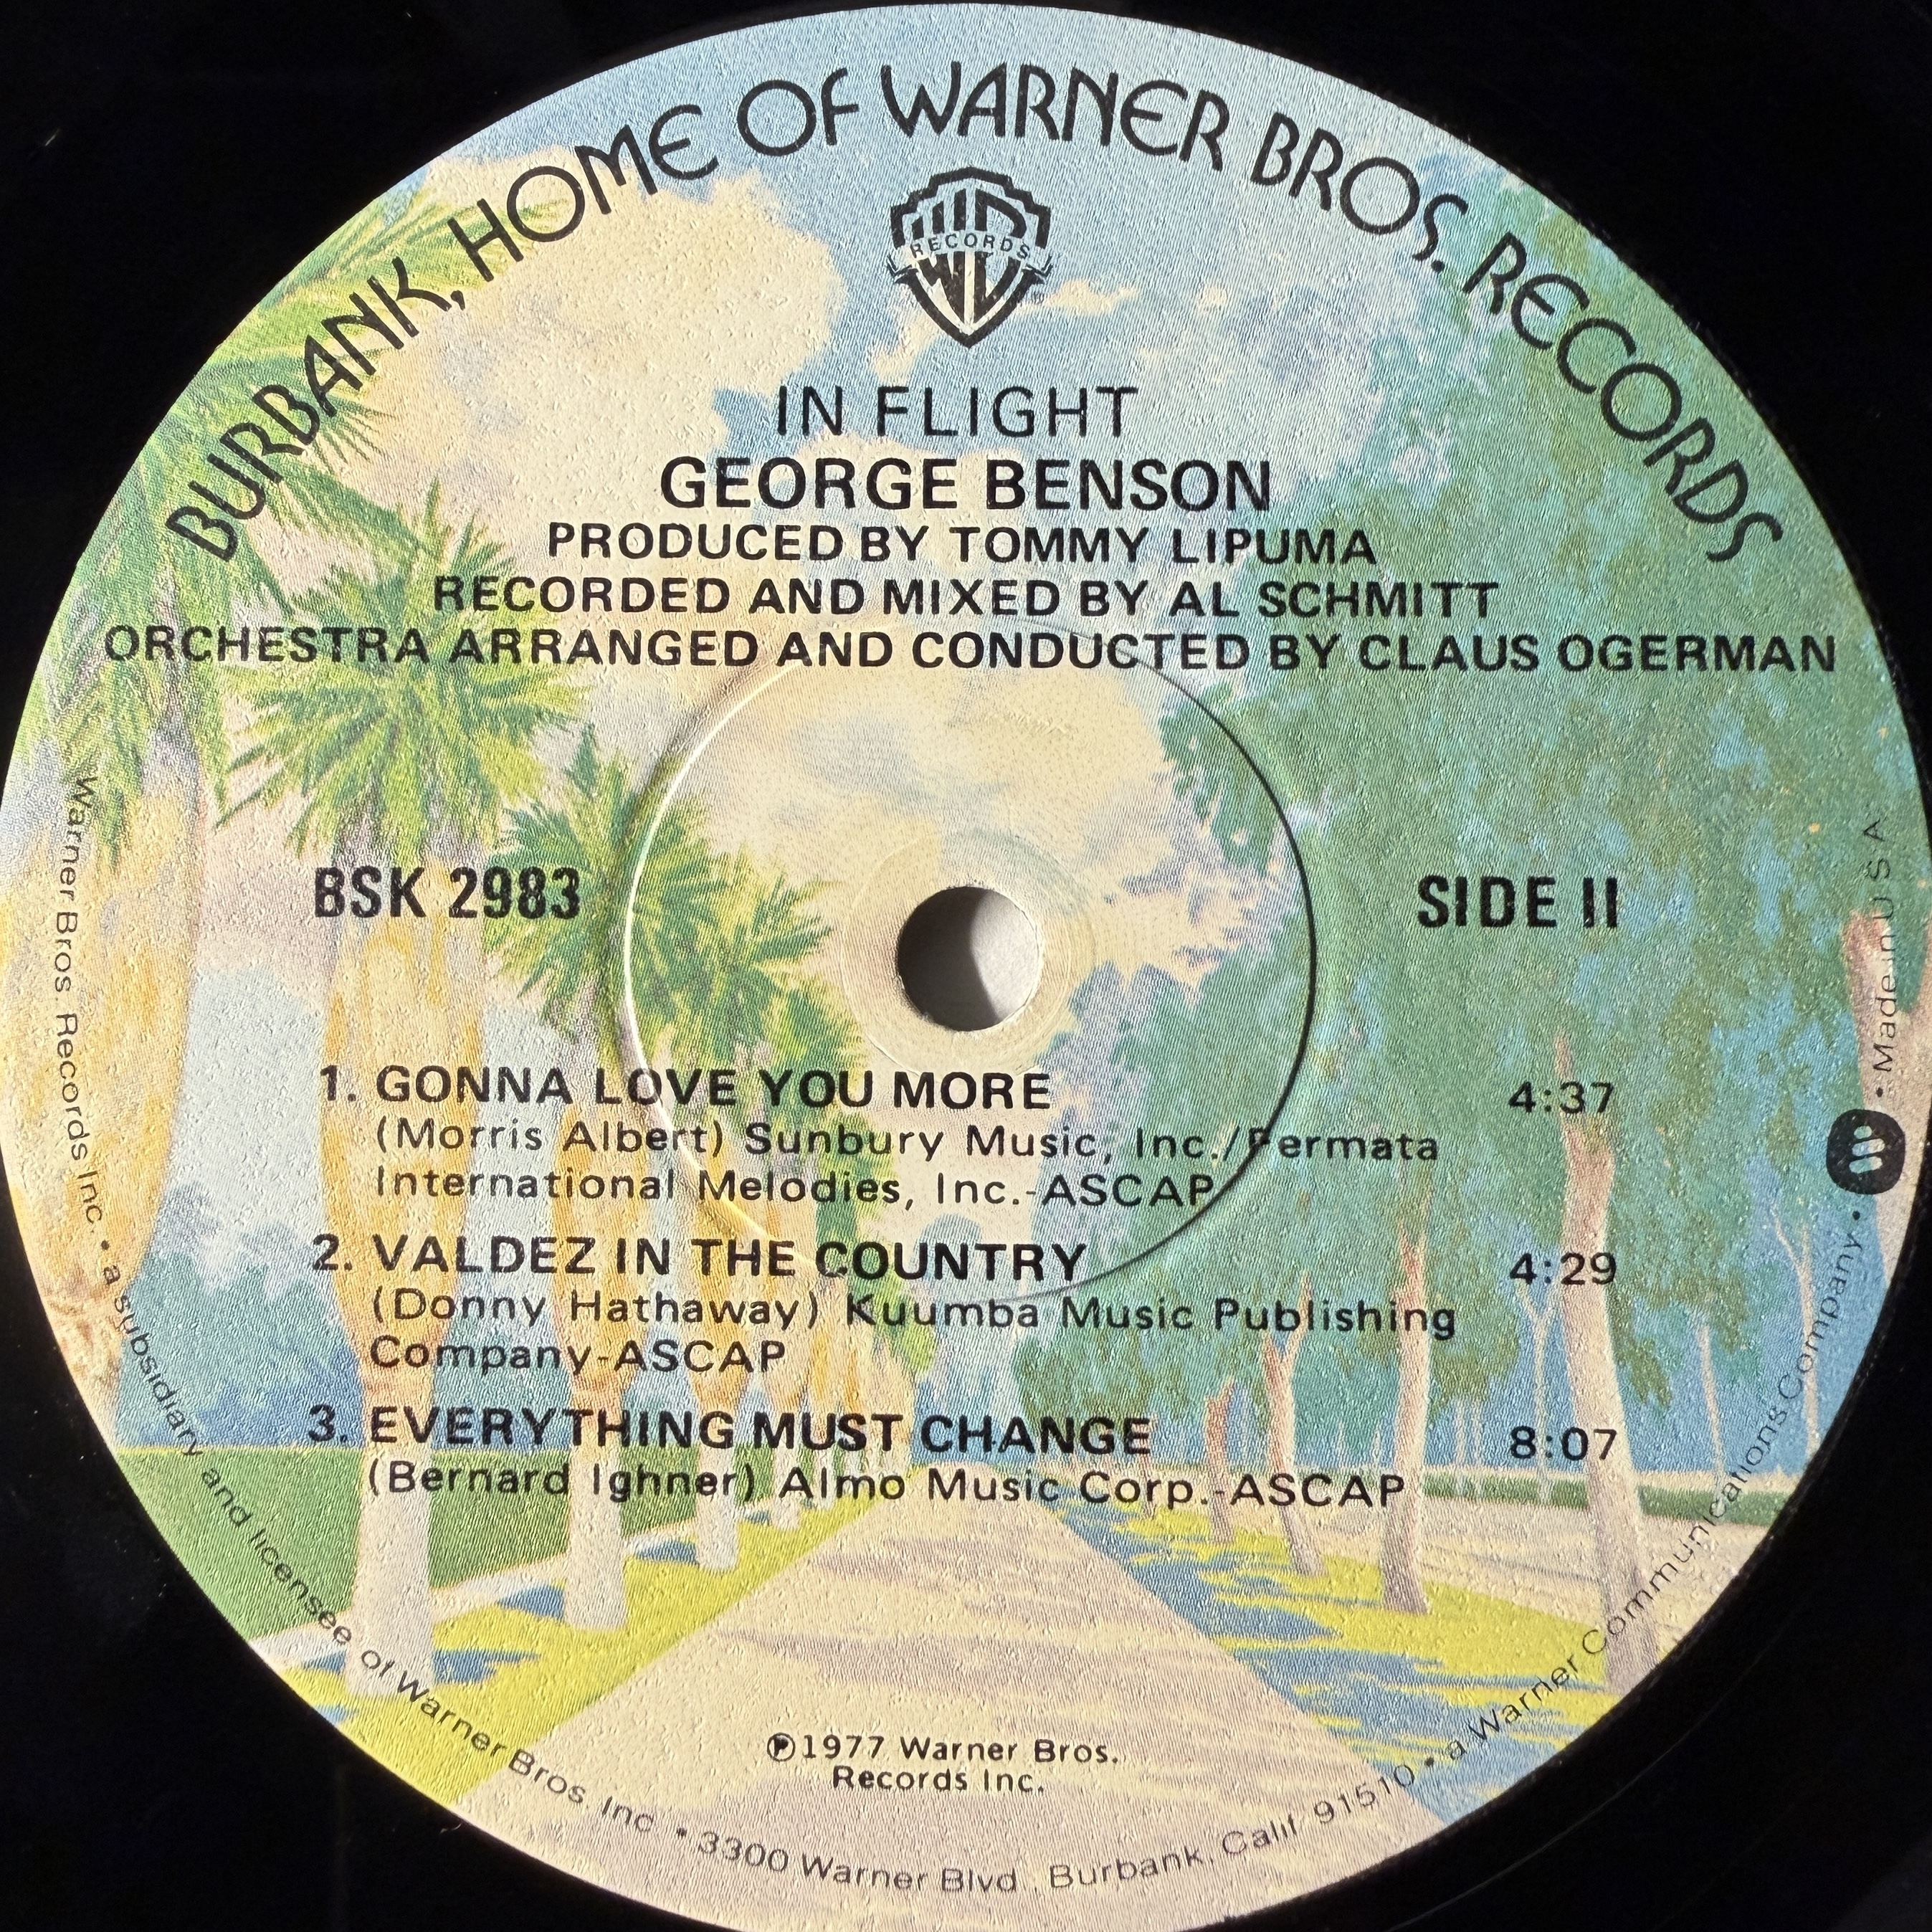 BURBANK, HOME OF WARNER BROS. RECORDS
RECORDS
IN FLIGHT
GEORGE BENSON
PRODUCED BY TOMMY LIPUMA
RECORDED AND MIXED BY AL SCHMITT
ORCHESTRA ARRANGED AND CONDUCTED BY CLAUS OGERMAN
BSK 2983
SIDE II
1. GONNA LOVE YOU MORE 4:37
(Morris Albert) Sunbury Music, Inc./Fermata
International Melodies, Inc.-ASCAP
2. VALDEZ IN THE COUNTRY 4:29
(Donny Hathaway) Kuumba Music Publishing
Company-ASCAP
3. EVERYTHING MUST CHANGE 8:07
(Bernard Ighner) Almo Music Corp.-ASCAP
℗1977 Warner Bros.
Records Inc.
Warner Bros. Records Inc. • a subsidiary and licensee of Warner Bros. Inc • 3300 Warner Blvd., Burbank, Calif 91510 • a Warner Communications Company • W • Made in U S A